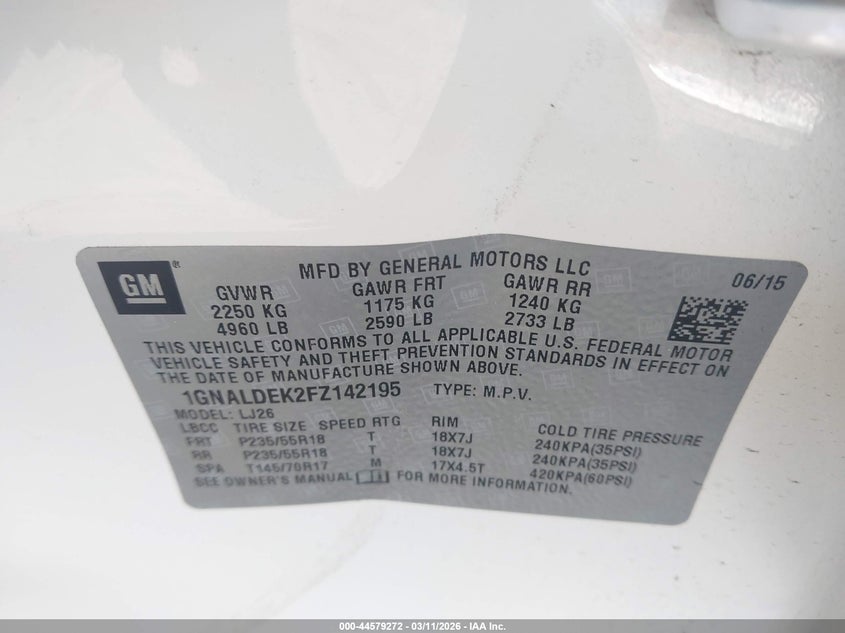 GM ®
MFD BY GENERAL MOTORS LLC
06/15
GVWR GAWR FRT GAWR RR
2250 KG 1175 KG 1240 KG
4960 LB 2590 LB 2733 LB
THIS VEHICLE CONFORMS TO ALL APPLICABLE U.S. FEDERAL MOTOR
VEHICLE SAFETY AND THEFT PREVENTION STANDARDS IN EFFECT ON
THE DATE OF MANUFACTURE SHOWN ABOVE.
1GNALDEK2FZ142195 TYPE: M.P.V.
MODEL: LJ26
LBCC TIRE SIZE SPEED RTG RIM COLD TIRE PRESSURE
FRT P235/55R18 T 18X7J 240KPA(35PSI)
RR P235/55R18 T 18X7J 240KPA(35PSI)
SPA T145/70R17 M 17X4.5T 420KPA(60PSI)
SEE OWNER'S MANUAL FOR MORE INFORMATION.
000-44579272 — 03/11/2026 — IAA Inc.